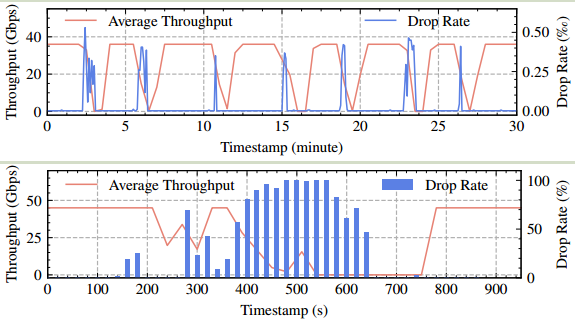 Throughput (Gbps)
Average Throughput
Drop Rate
Drop Rate (‰)
40
20
0
0.50
0.25
0.00
0 5 10 15 20 25 30
Timestamp (minute)
Throughput (Gbps)
Average Throughput
Drop Rate
Drop Rate (%)
50
25
0
100
50
0
0 100 200 300 400 500 600 700 800 900
Timestamp (s)